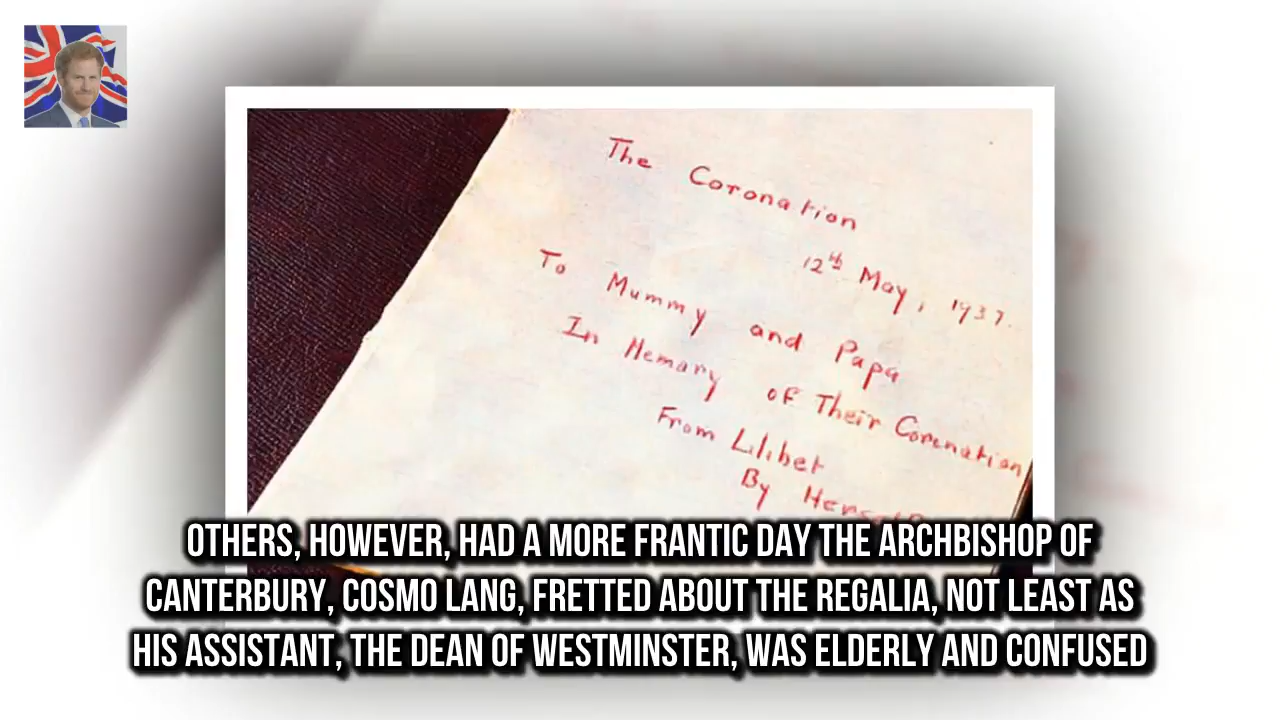 The Coronation
12th May, 1937.
To Mummy and Papa
In Memory of Their Coronation
From Lilibet
By Herself
OTHERS, HOWEVER, HAD A MORE FRANTIC DAY THE ARCHBISHOP OF
CANTERBURY, COSMO LANG, FRETTED ABOUT THE REGALIA, NOT LEAST AS
HIS ASSISTANT, THE DEAN OF WESTMINSTER, WAS ELDERLY AND CONFUSED